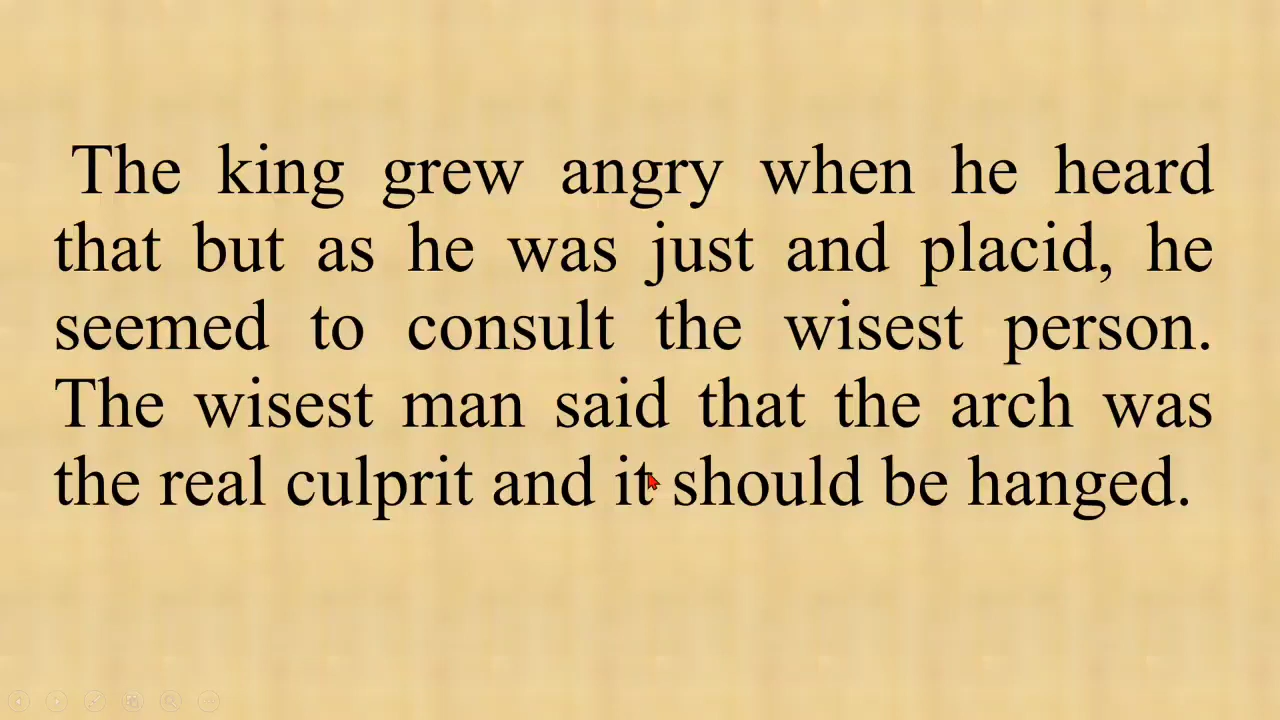 The king grew angry when he heard
that but as he was just and placid, he
seemed to consult the wisest person.
The wisest man said that the arch was
the real culprit and it should be hanged.